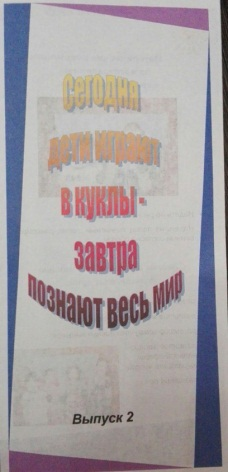 Сегодня
дети играют
в куклы -
завтра
познают весь мир
Выпуск 2